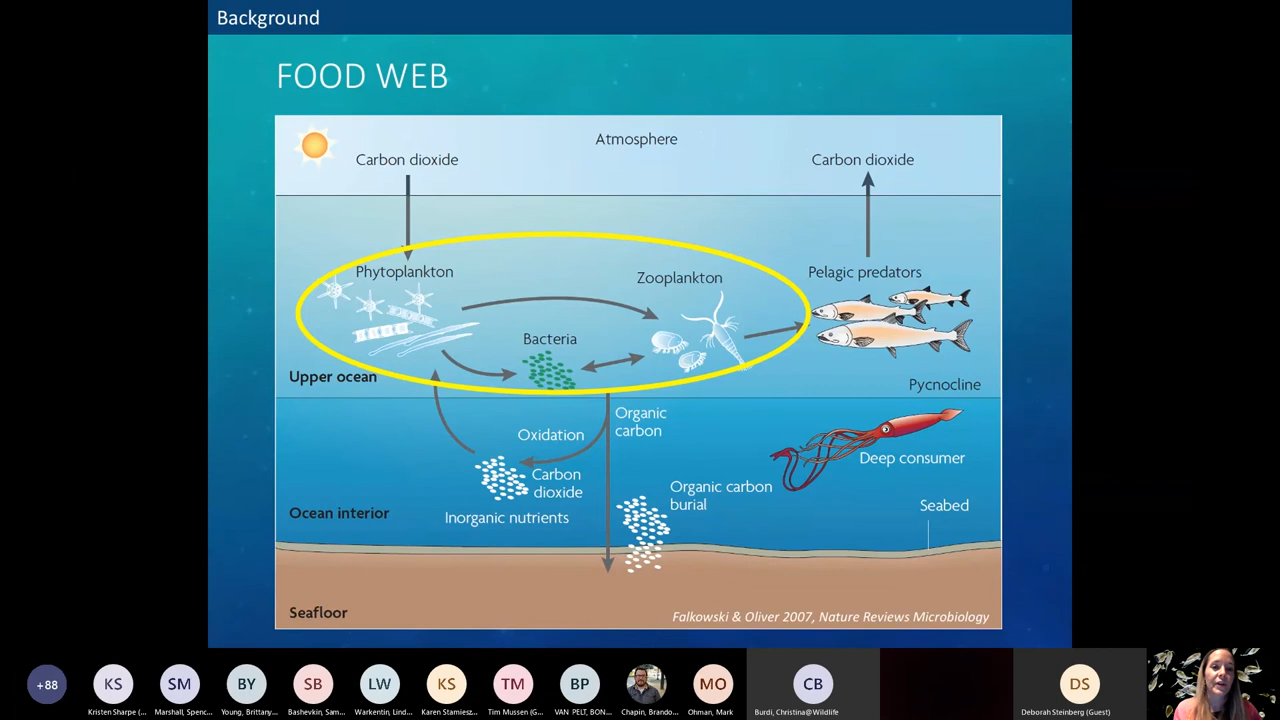 Background
FOOD WEB
Atmosphere
Carbon dioxide
Carbon dioxide
Phytoplankton
Zooplankton
Pelagic predators
Bacteria
Upper ocean
Pycnocline
Organic
carbon
Oxidation
Deep consumer
Carbon
dioxide
Organic carbon
burial
Seabed
Ocean interior
Inorganic nutrients
Seafloor
Falkowski & Oliver 2007, Nature Reviews Microbiology
+88
KS
SM
BY
SB
LW
KS
TM
BP
MO
CB
DS
Kristen Sharpe (...
Marshall, Spenc...
Young, Brittany...
Bashevkin, Sam...
Warkentin, Lind...
Karen Stamiesz...
Tim Mussen (G...
VAN PELT, BON...
Chapin, Brando...
Ohman, Mark
Burdi, Christina@Wildlife
Deborah Steinberg (Guest)